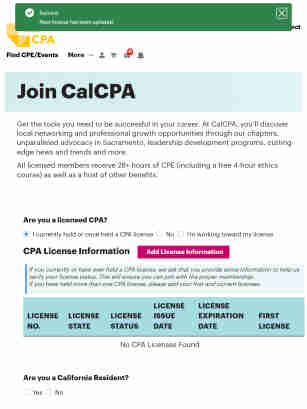 Success
Your license has been updated
CPA
Find CPE/Events More
Join CalCPA
Get the tools you need to be successful in your career. At CalCPA, you'll discover
local networking and professional growth opportunities through our chapters,
unparalleled advocacy in Sacramento, leadership development programs, cutting-
edge news and trends and more.
All licensed members receive 28+ hours of CPE (including a free 4-hour ethics
course) as well as a host of other benefits.
Are you a licensed CPA?
I currently hold or once held a CPA license No I'm working toward my license
CPA License Information Add License Information
If you currently or have ever held a CPA license, we ask that you provide some information to help us
verify your license status. This will ensure you can join with the proper membership.
If you have held more than one CPA license, please add your first and current licenses.
LICENSE NO. LICENSE STATE LICENSE STATUS LICENSE ISSUE DATE LICENSE EXPIRATION DATE FIRST LICENSE
No CPA Licenses Found
Are you a California Resident?
Yes No